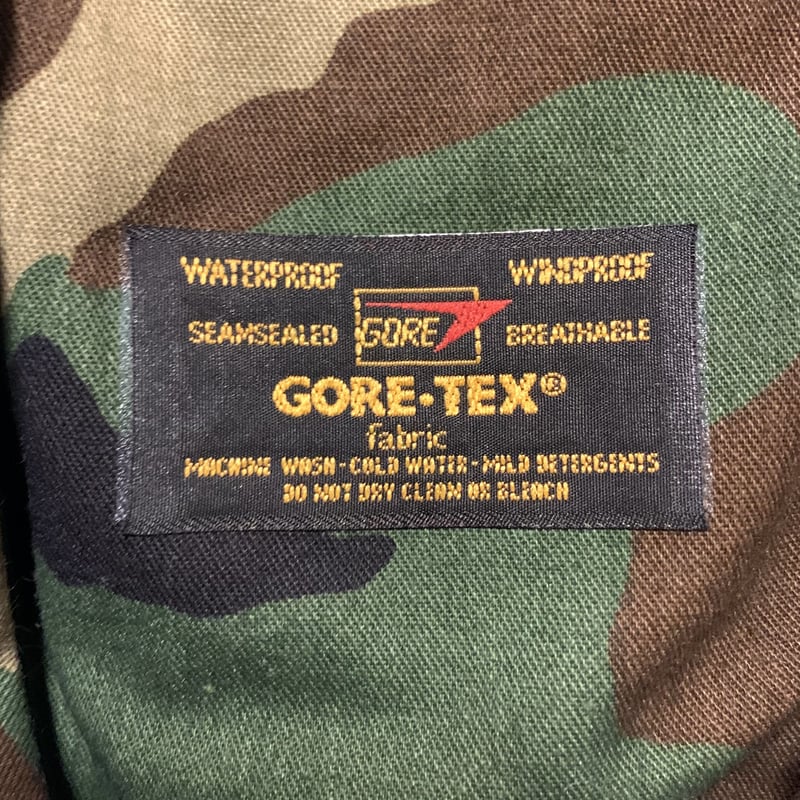 WATERPROOF WINDPROOF
SEAMSEALED GORE BREATHABLE
GORE-TEX®
fabric
MACHINE WASH-COLD WATER-MILD DETERGENTS
DO NOT DRY CLEAN OR BLEACH